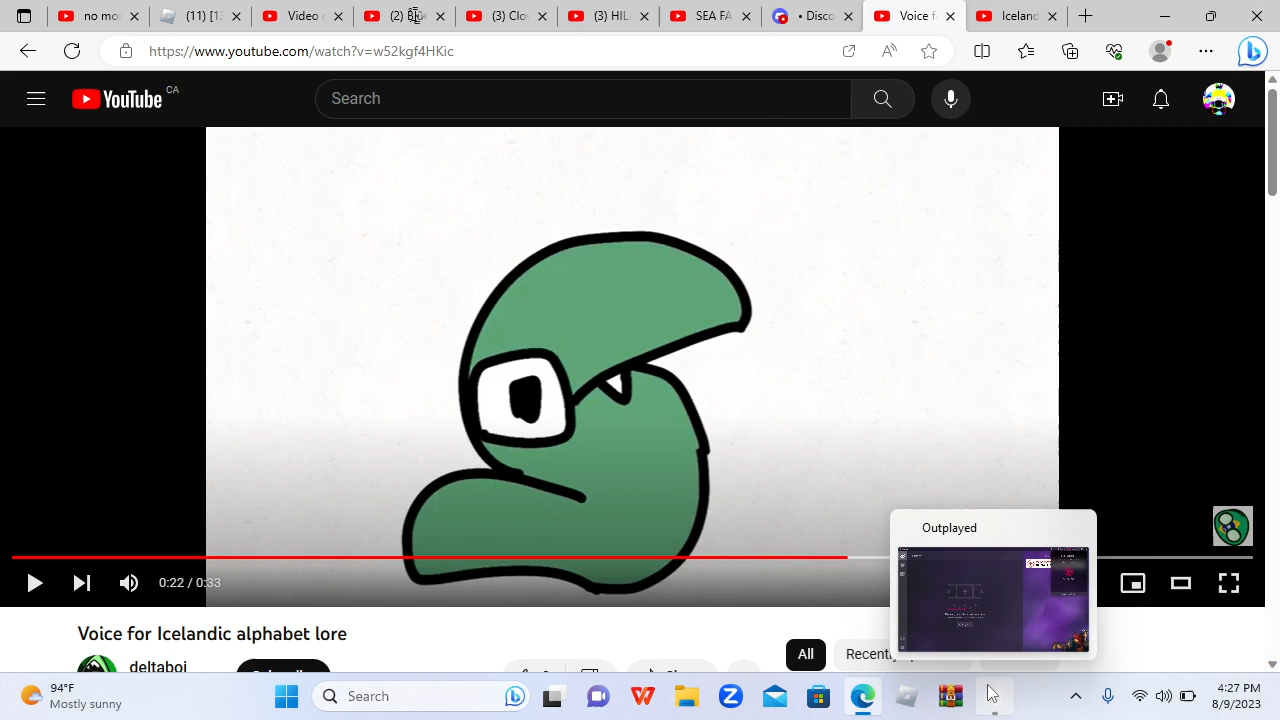 no mo
(11) [1
Video
(2) B
(3) Clo
(3) HIL
SEA FA
• Disco
Voice f
Iceland
https://www.youtube.com/watch?v=w52kgf4HKic
YouTube CA
Search
Outplayed
0:22 / 0:33
Voice for Icelandic alphabet lore
deltaboi
All
Recently
94°F
Mostly sunny
Search
4:27 PM
8/9/2023